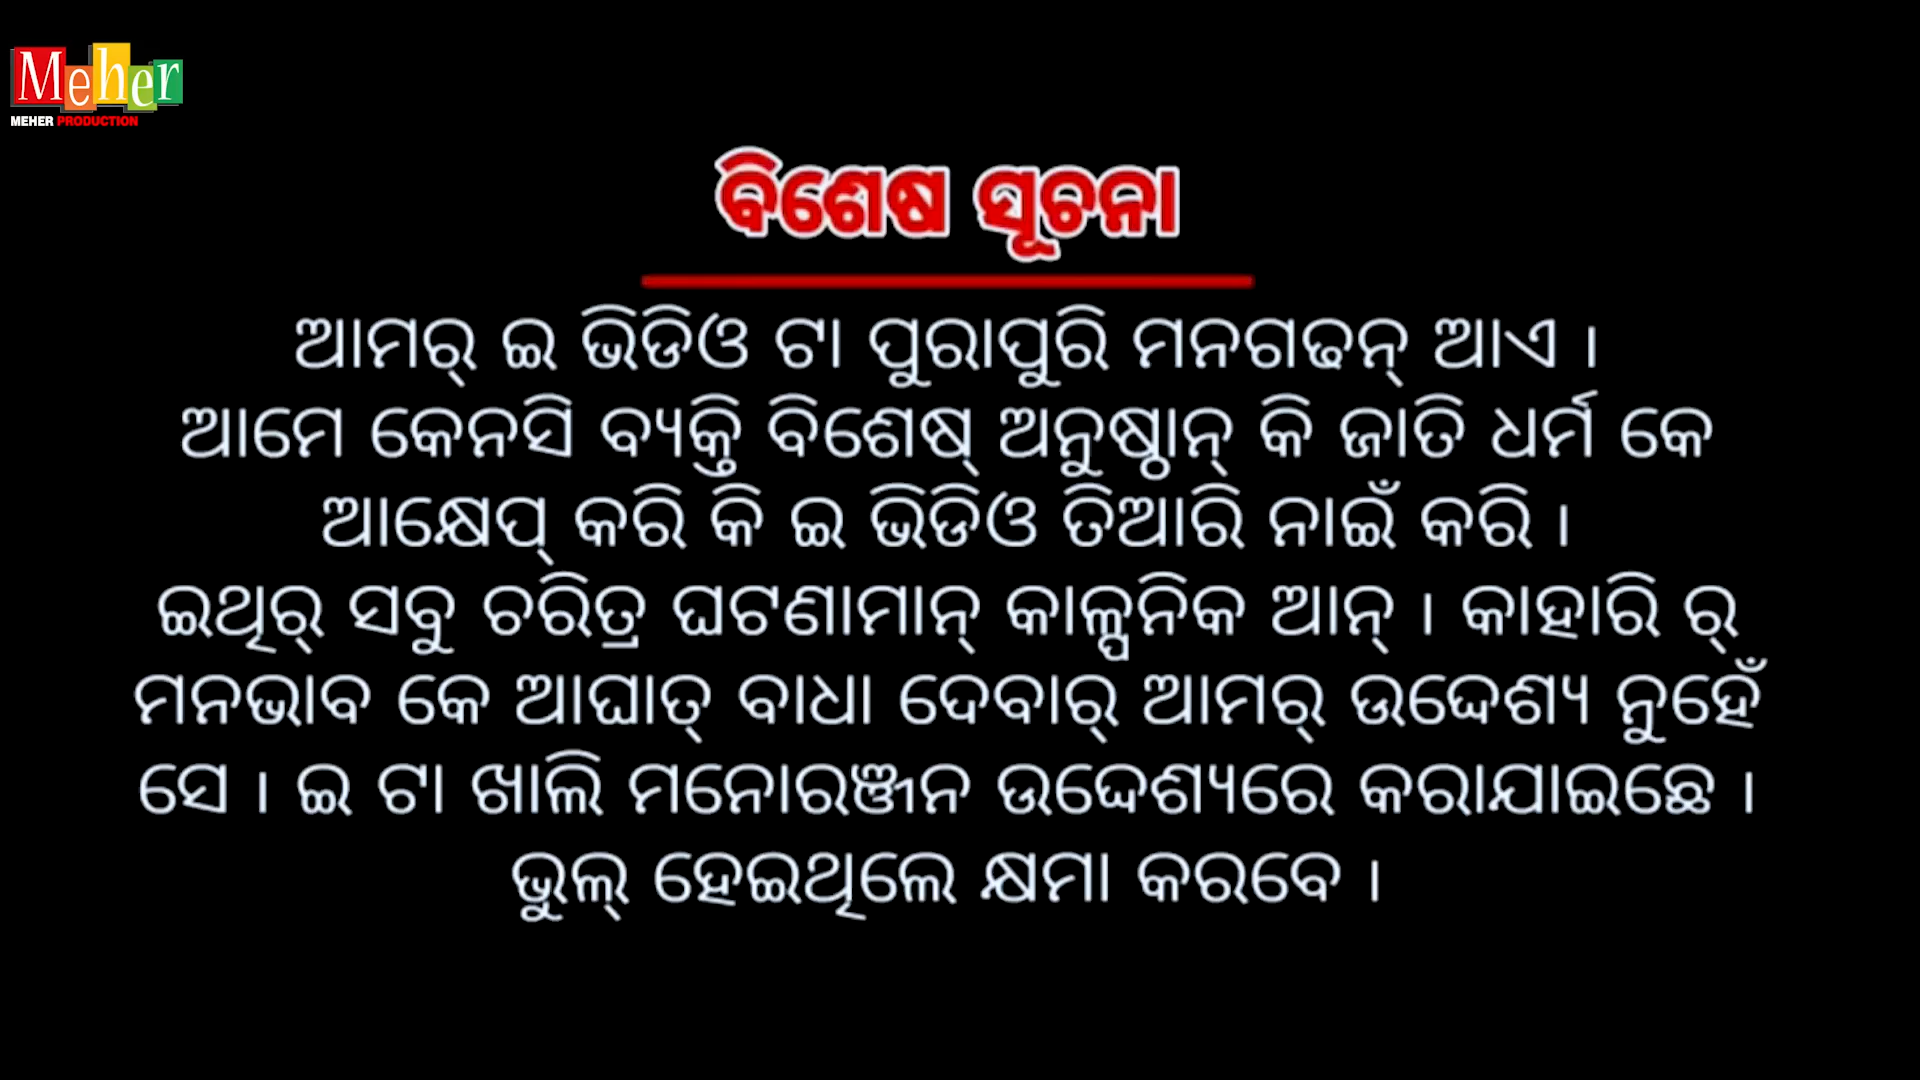 Meher
MEHER PRODUCTION
ବିଶେଷ ସୂଚନା
ଆମର୍ ଇ ଭିଡିଓ ଟା ପୁରାପୁରି ମନଗଢନ୍ ଆଏ ।
ଆମେ କେନସି ବ୍ୟକ୍ତି ବିଶେଷ୍ ଅନୁଷ୍ଠାନ୍ କି ଜାତି ଧର୍ମ କେ
ଆକ୍ଷେପ୍ କରି କି ଇ ଭିଡିଓ ତିଆରି ନାଇଁ କରି ।
ଇଥିର୍ ସବୁ ଚରିତ୍ର ଘଟଣାମାନ୍ କାଳ୍ପନିକ ଆନ୍ । କାହାରି ର୍
ମନଭାବ କେ ଆଘାତ୍ ବାଧା ଦେବାର୍ ଆମର୍ ଉଦ୍ଦେଶ୍ୟ ନୁହେଁ
ସେ । ଇ ଟା ଖାଲି ମନୋରଞ୍ଜନ ଉଦ୍ଦେଶ୍ୟରେ କରାଯାଇଛେ ।
ଭୁଲ୍ ହେଇଥିଲେ କ୍ଷମା କରବେ ।